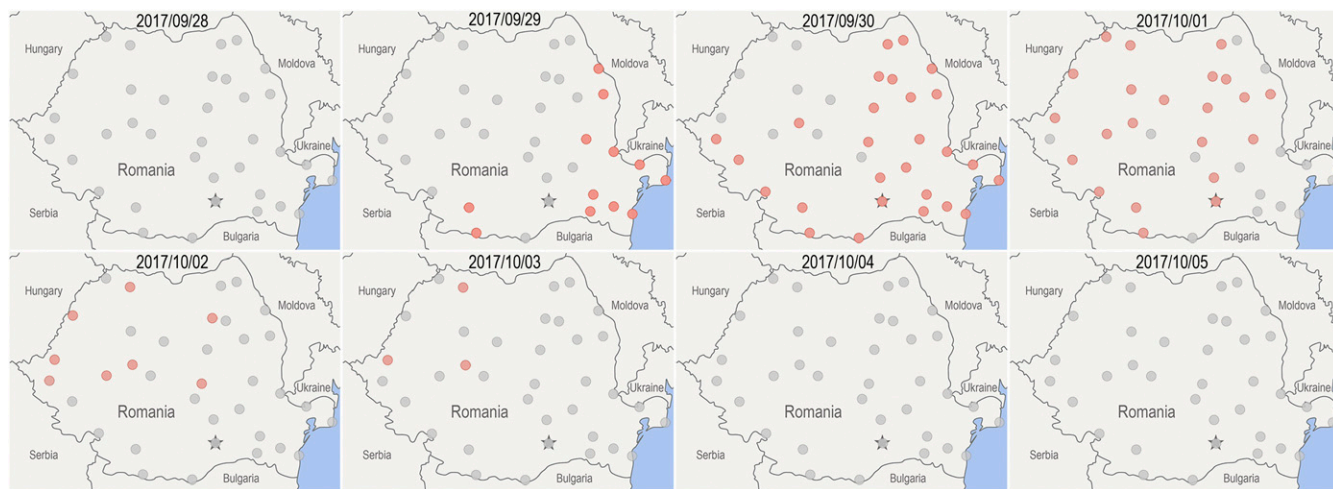 2017/09/28
Hungary
Moldova
Romania
Ukraine
Serbia
Bulgaria
2017/09/29
Hungary
Moldova
Romania
Ukraine
Serbia
Bulgaria
2017/09/30
Hungary
Moldova
Romania
Ukraine
Serbia
Bulgaria
2017/10/01
Hungary
Moldova
Romania
Ukraine
Serbia
Bulgaria
2017/10/02
Hungary
Moldova
Romania
Ukraine
Serbia
Bulgaria
2017/10/03
Hungary
Moldova
Romania
Ukraine
Serbia
Bulgaria
2017/10/04
Hungary
Moldova
Romania
Ukraine
Serbia
Bulgaria
2017/10/05
Hungary
Moldova
Romania
Ukraine
Serbia
Bulgaria